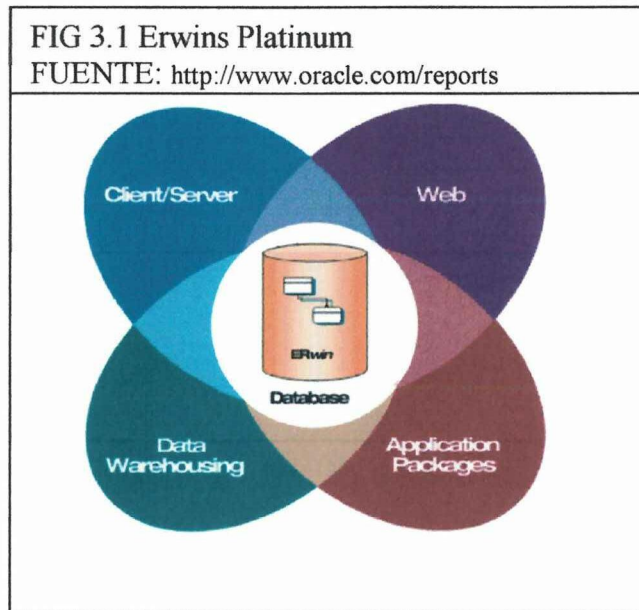 FIG 3.1 Erwins Platinum
FUENTE: http://www.oracle.com/reports
Client/Server
Web
ERwin
Database
Data
Warehousing
Application
Packages